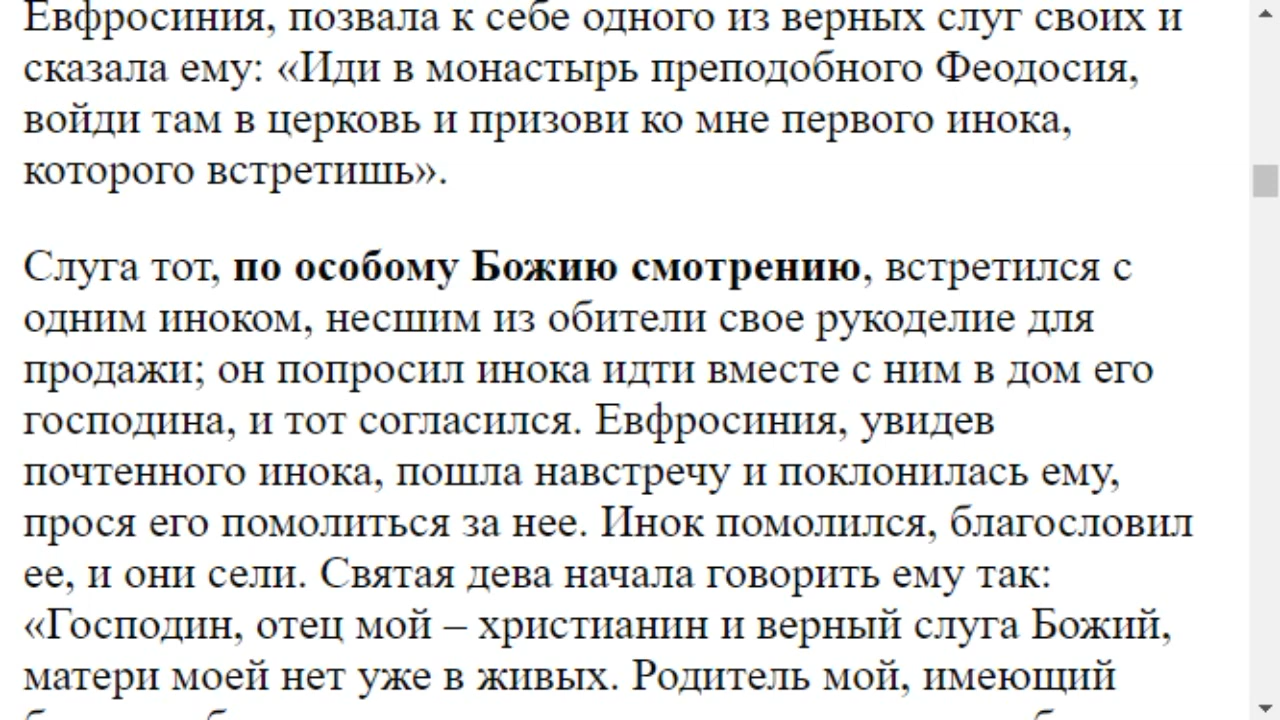 Евфросиния, позвала к себе одного из верных слуг своих и
сказала ему: «Иди в монастырь преподобного Феодосия,
войди там в церковь и призови ко мне первого инока,
которого встретишь».
Слуга тот, по особому Божию смотрению, встретился с
одним иноком, несшим из обители свое рукоделие для
продажи; он попросил инока идти вместе с ним в дом его
господина, и тот согласился. Евфросиния, увидев
почтенного инока, пошла навстречу и поклонилась ему,
прося его помолиться за нее. Инок помолился, благословил
ее, и они сели. Святая дева начала говорить ему так:
«Господин, отец мой – христианин и верный слуга Божий,
матери моей нет уже в живых. Родитель мой, имеющий